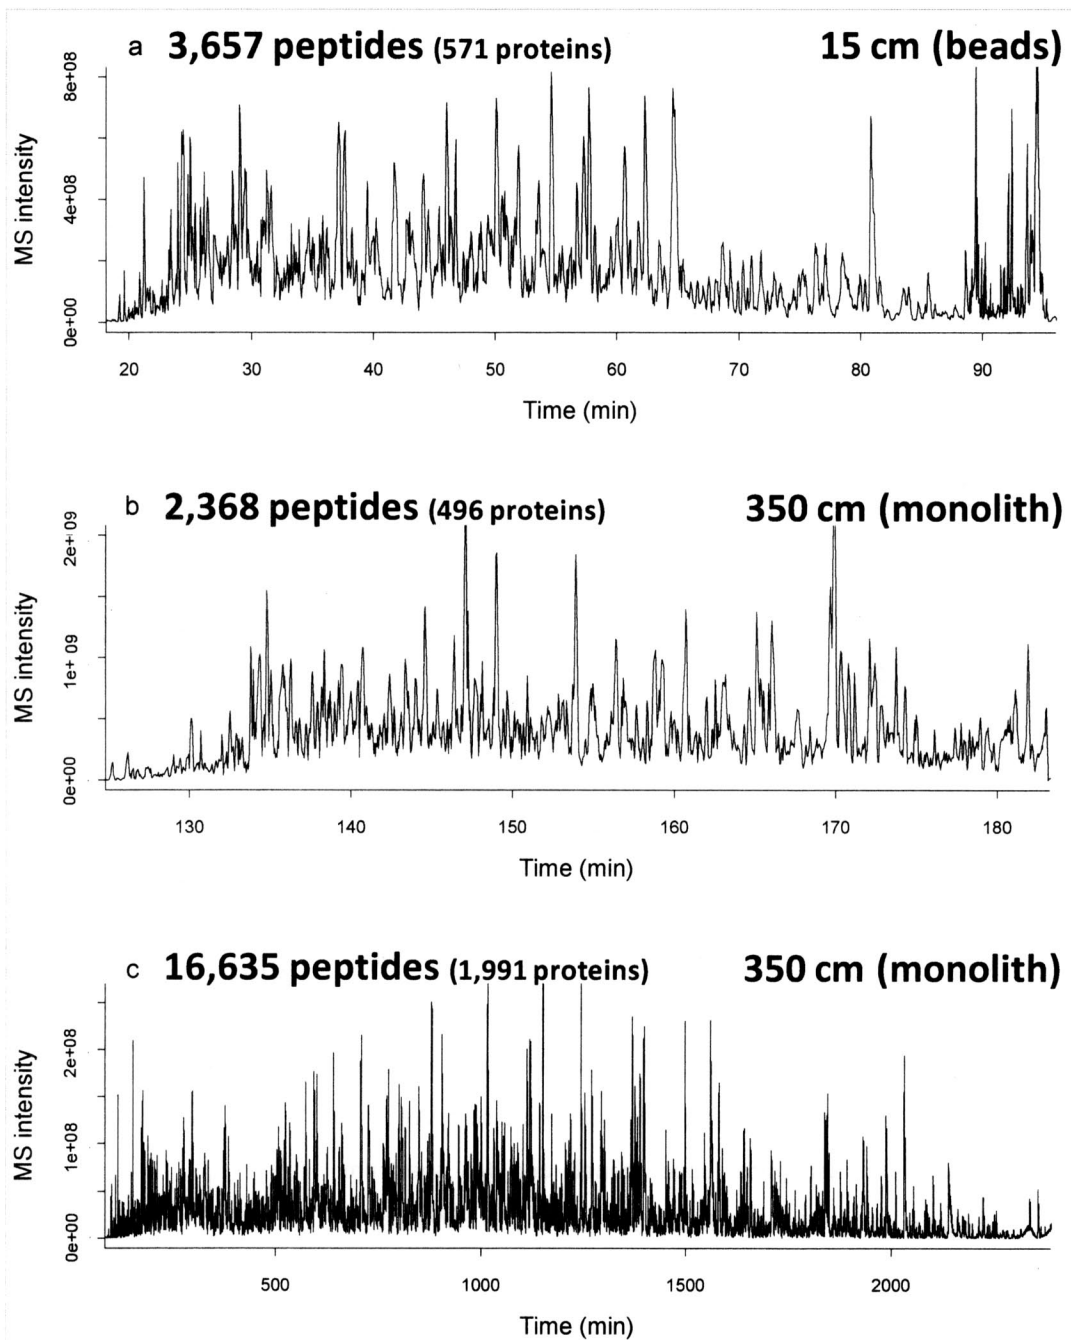 a 3,657 peptides (571 proteins) 15 cm (beads)
MS intensity
8e+08
4e+08
0e+00
20 30 40 50 60 70 80 90
Time (min)
b 2,368 peptides (496 proteins) 350 cm (monolith)
MS intensity
2e+09
1e+ 09
0e+00
130 140 150 160 170 180
Time (min)
c 16,635 peptides (1,991 proteins) 350 cm (monolith)
MS intensity
2e+08
1e+08
0e+00
500 1000 1500 2000
Time (min)